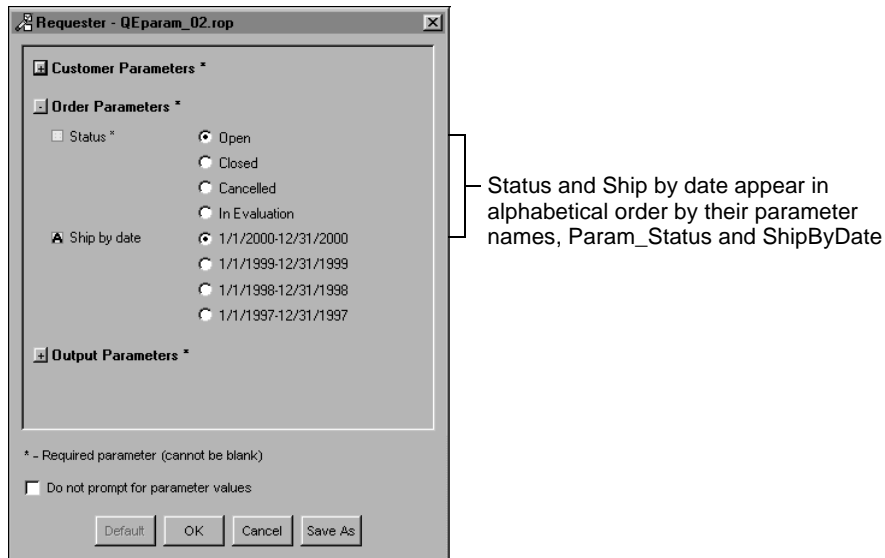 Requester - QEparam_02.rop
+ Customer Parameters *
- Order Parameters *
Status *
Open
Closed
Cancelled
In Evaluation
A Ship by date
1/1/2000-12/31/2000
1/1/1999-12/31/1999
1/1/1998-12/31/1998
1/1/1997-12/31/1997
+ Output Parameters *
* - Required parameter (cannot be blank)
Do not prompt for parameter values
Default OK Cancel Save As
Status and Ship by date appear in
alphabetical order by their parameter
names, Param_Status and ShipByDate